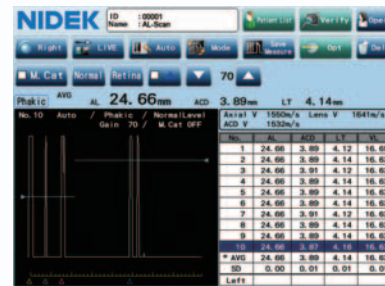 NIDEK ID :00001 Patient List Verify Ope
Name :AL-Scan
Right LIVE Auto Mode Save Measure Opt De
M. Cat Normal Retina 70
Phakic AVG AL 24.66mm ACD 3.89mm LT 4.14mm
No.10 Auto / Phakic / NormalLevel
Gain 70 / M.Cat OFF
Axial V 1550m/s Lens V 1641m/s
ACD V 1532m/s
No. AL ACD LT VL
1 24.66 3.89 4.12
2 24.66 3.89 4.14
3 24.66 3.91 4.12
4 24.66 3.89 4.14
5 24.66 3.89 4.14
6 24.66 3.89 4.14
7 24.66 3.91 4.12
8 24.66 3.89 4.14
9 24.66 3.89 4.14
10 24.66 3.87 4.16
* AVG 24.66 3.89 4.14
SD 0.00 0.01 0.01
Left